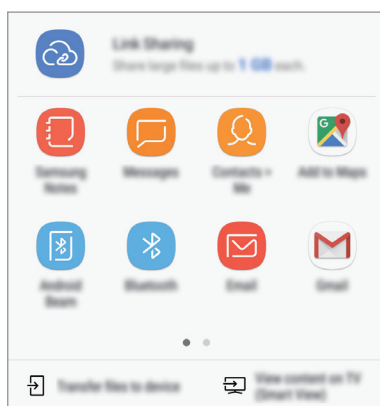 Link Sharing
Share large files up to 1 GB each.
Samsung
Notes
Messages
Contacts >
Me
Add to Maps
Android
Beam
Bluetooth
Email
Gmail
Transfer files to device
View content on TV
(Smart View)